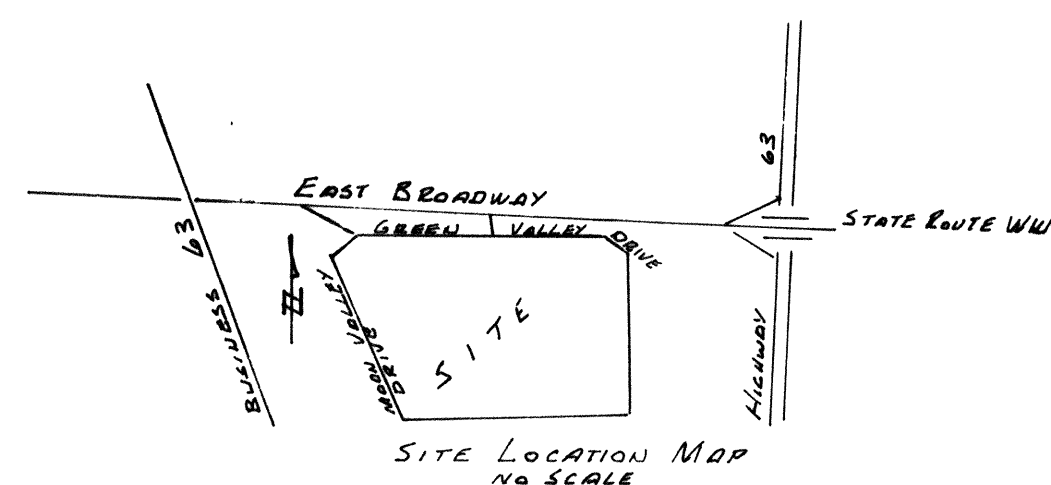 EAST BROADWAY
STATE ROUTE WW
63
GREEN VALLEY DRIVE
BUSINESS 63
N
MOON VALLEY
DRIVE
SITE
HIGHWAY
SITE LOCATION MAP
NO SCALE